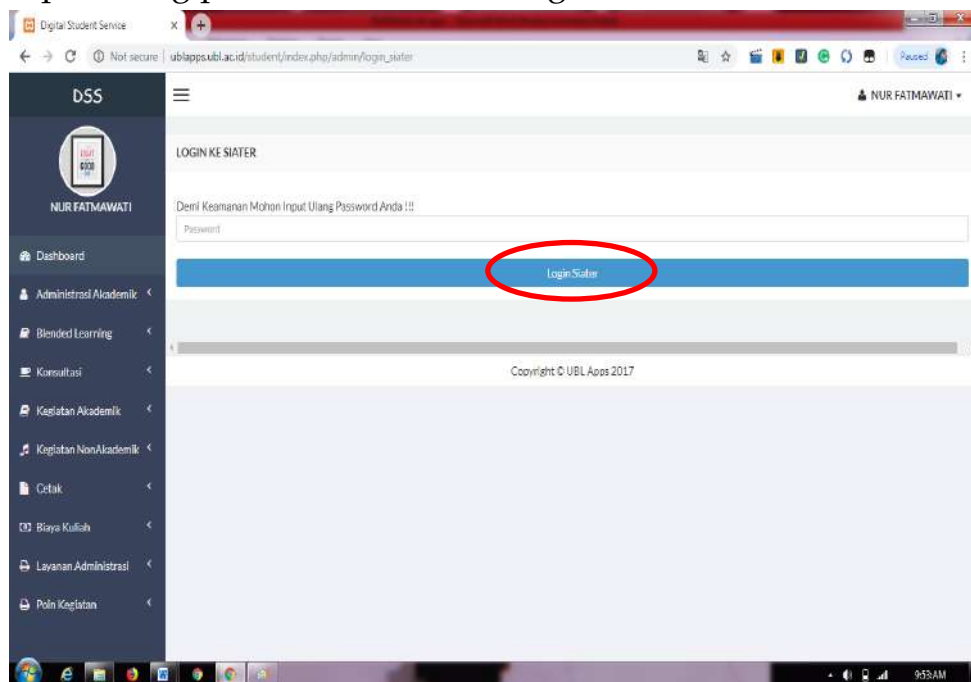 Digital Student Service
Not secure | ublapps.ubl.ac.id/student/index.php/admin/login_siater
Paused
DSS
NUR FATMAWATI
LOGIN KE SIATER
NUR FATMAWATI
Demi Keamanan Mohon Input Ulang Password Anda !!!
Password
Login Siater
Dashboard
Administrasi Akademik
Blended Learning
Konsultasi
Kegiatan Akademik
Kegiatan NonAkademik
Cetak
Biaya Kuliah
Layanan Administrasi
Poin Kegiatan
Copyright © UBL Apps 2017
9:53 AM